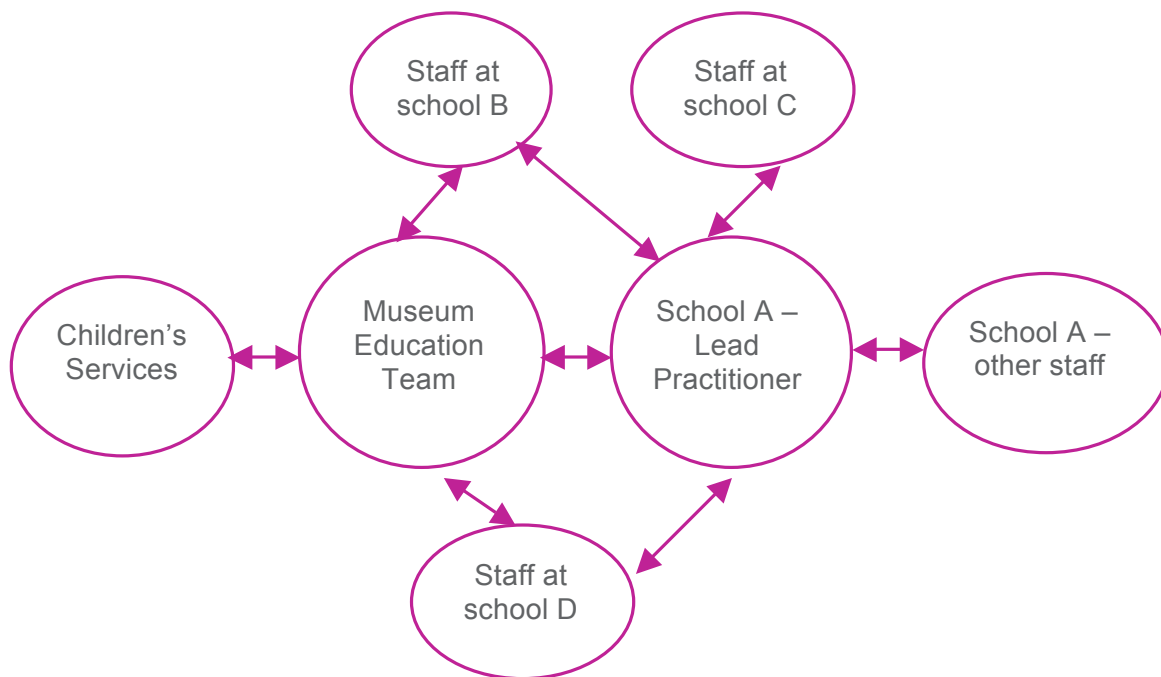 Staff at
school B
Staff at
school C
Children’s
Services
Museum
Education
Team
School A –
Lead
Practitioner
School A –
other staff
Staff at
school D